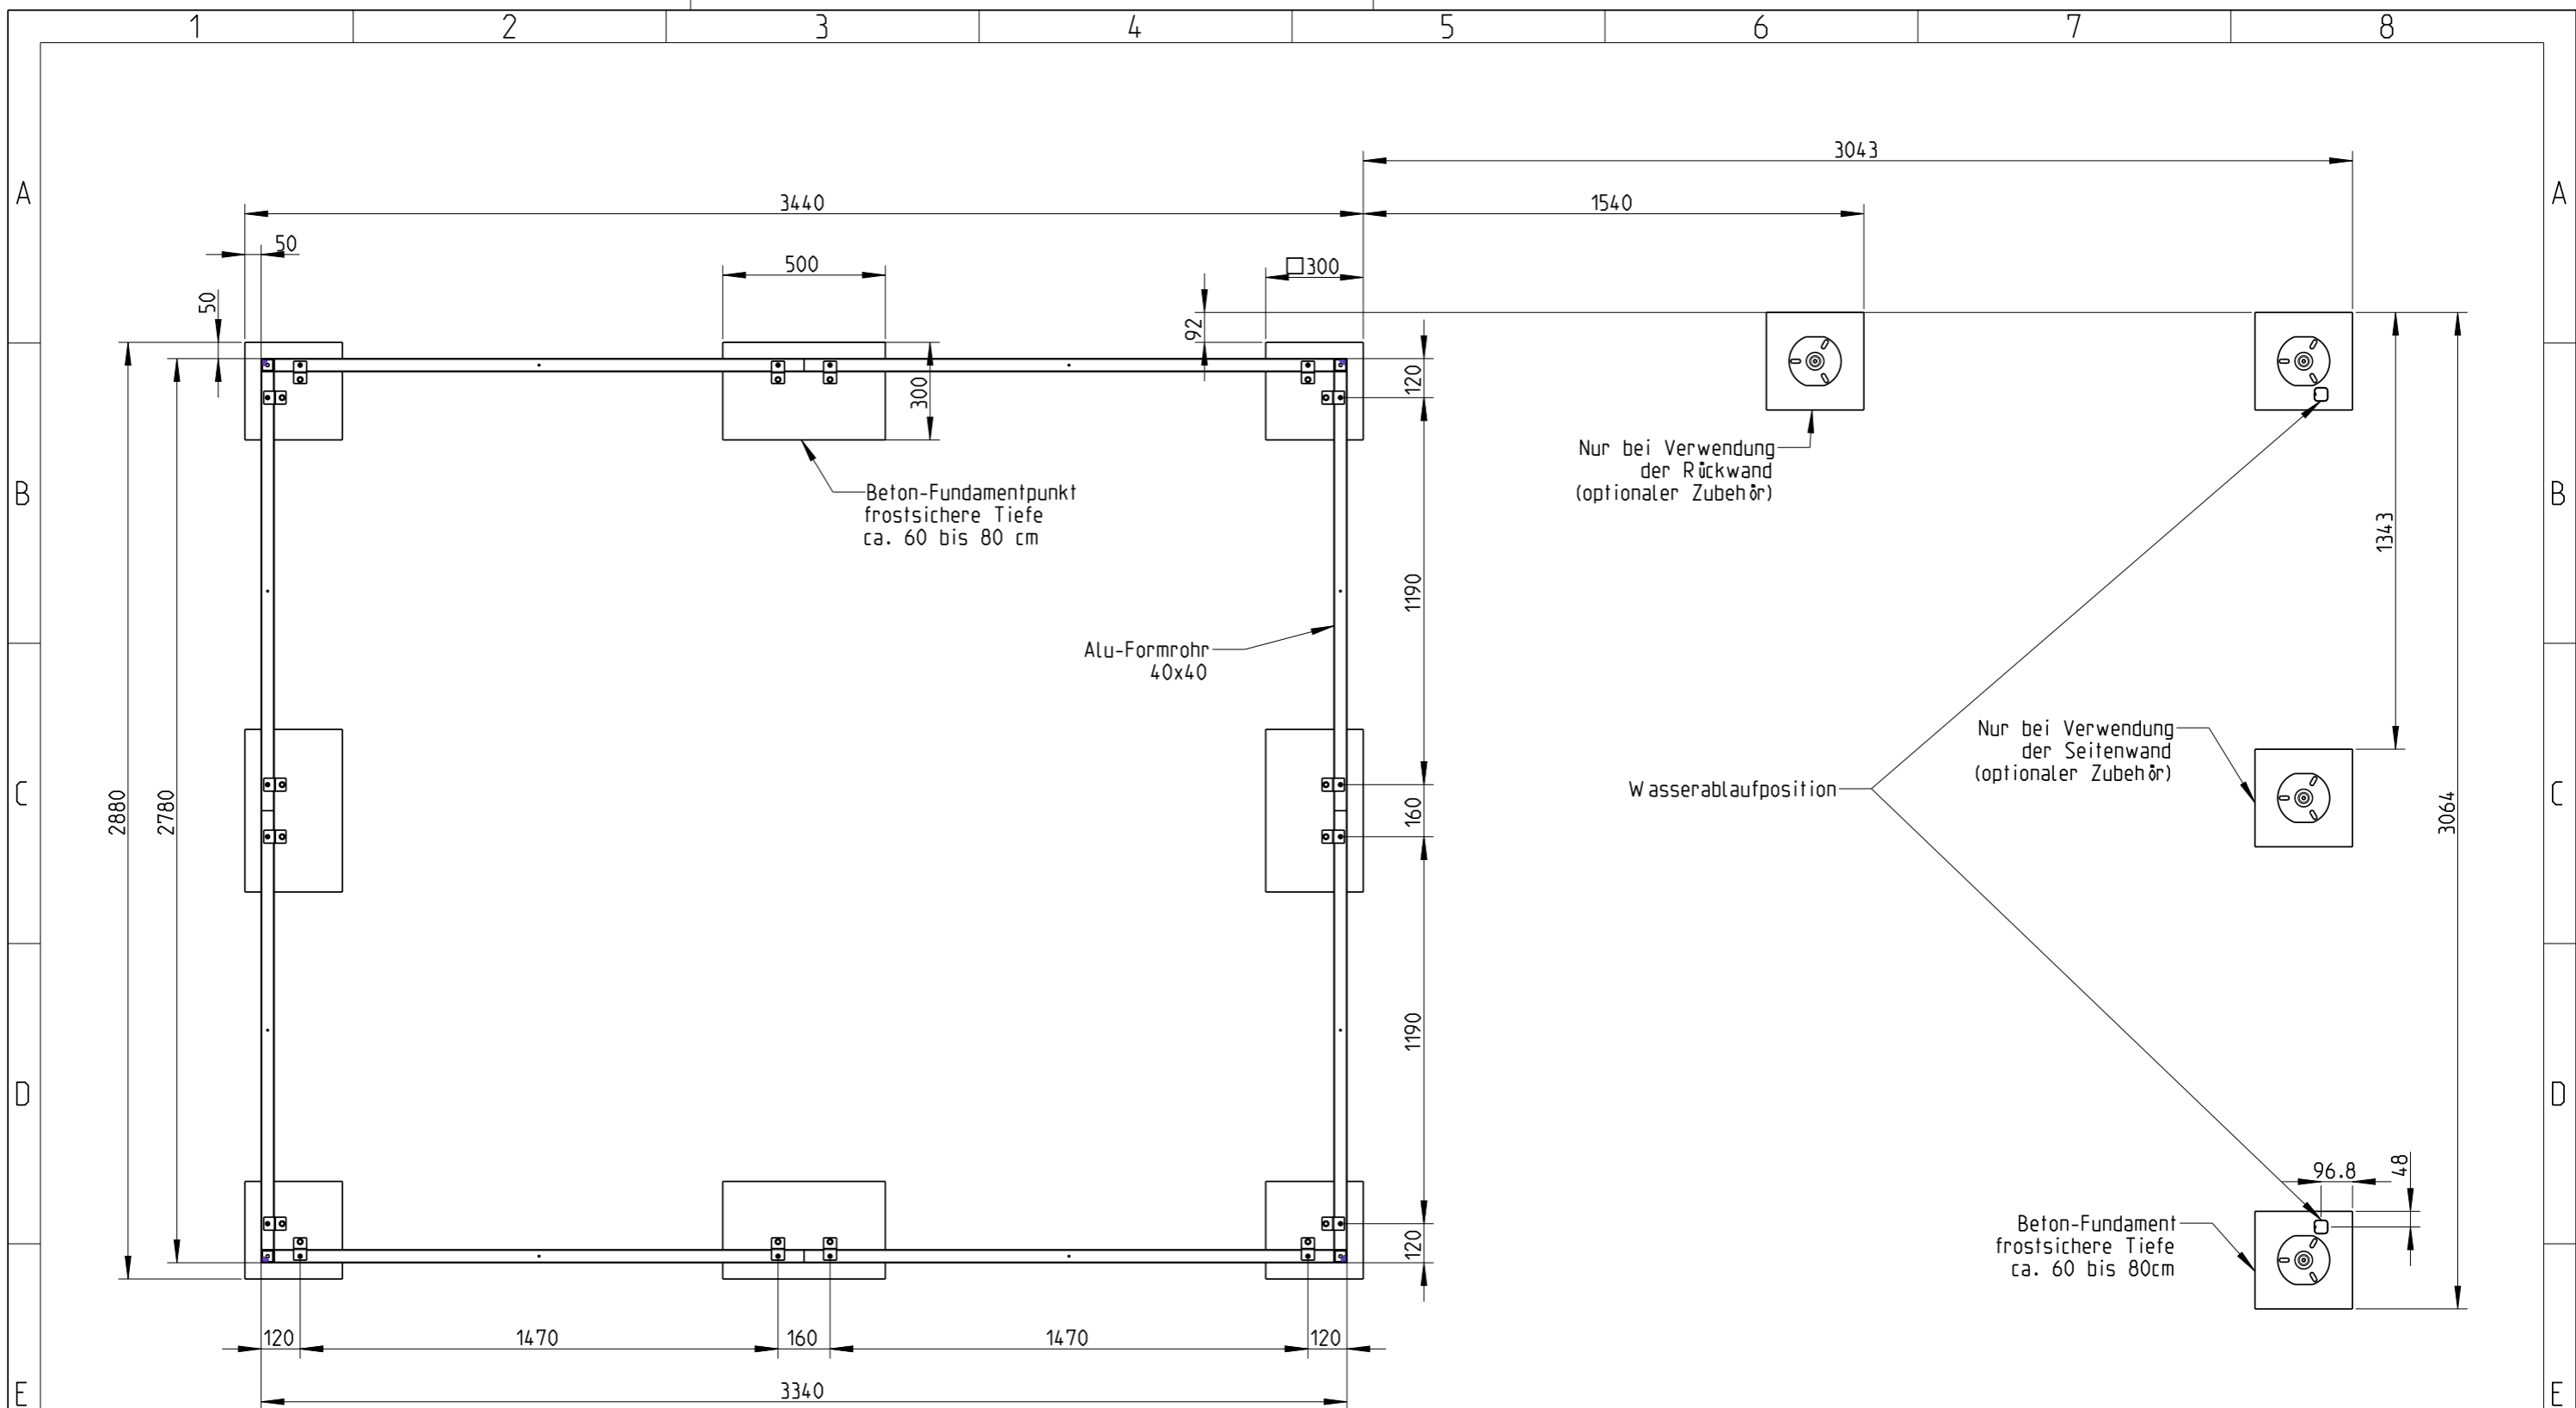 1 2 3 4 5 6 7 8
A A
3043
3440 1540
50 500 □300
50 92
300 120
Nur bei Verwendung
der Rückwand
(optionaler Zubehör)
B B
Beton-Fundamentpunkt
frostsichere Tiefe
ca. 60 bis 80 cm
1343
1190
Alu-Formrohr
40x40
Nur bei Verwendung
der Seitenwand
(optionaler Zubehör)
Wasserablaufposition
C C
2880 2780 160 3064
1190
D D
96.8 48
Beton-Fundament
frostsichere Tiefe
ca. 60 bis 80cm
120
120 1470 160 1470 120
3340
E E